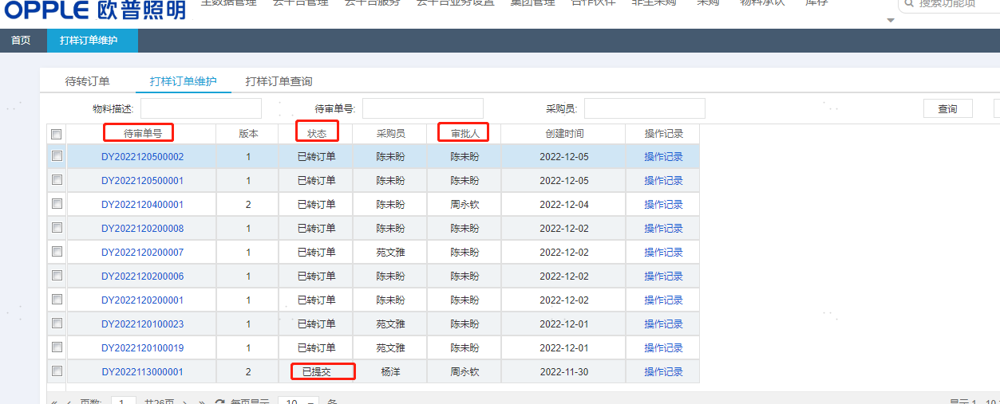 OPPLE 欧普照明 主数据管理 云平台管理 云平台服务 云平台业务设置 集团管理 合作伙伴 非生采购 采购 物料承认 库存 搜索功能项
首页 打样订单维护
待转订单 打样订单维护 打样订单查询
物料描述: 待审单号: 采购员: 查询
待审单号 版本 状态 采购员 审批人 创建时间 操作记录
DY2022120500002 1 已转订单 陈未盼 陈未盼 2022-12-05 操作记录
DY2022120500001 1 已转订单 陈未盼 陈未盼 2022-12-05 操作记录
DY2022120400001 2 已转订单 陈未盼 周永钦 2022-12-04 操作记录
DY2022120200008 1 已转订单 陈未盼 陈未盼 2022-12-02 操作记录
DY2022120200007 1 已转订单 苑文雅 陈未盼 2022-12-02 操作记录
DY2022120200006 1 已转订单 陈未盼 陈未盼 2022-12-02 操作记录
DY2022120200001 1 已转订单 陈未盼 陈未盼 2022-12-02 操作记录
DY2022120100023 1 已转订单 苑文雅 陈未盼 2022-12-01 操作记录
DY2022120100019 1 已转订单 苑文雅 陈未盼 2022-12-01 操作记录
DY2022113000001 2 已提交 杨洋 周永钦 2022-11-30 操作记录
页数: 1 共26页 每页显示 10 条 显示 1 - 10